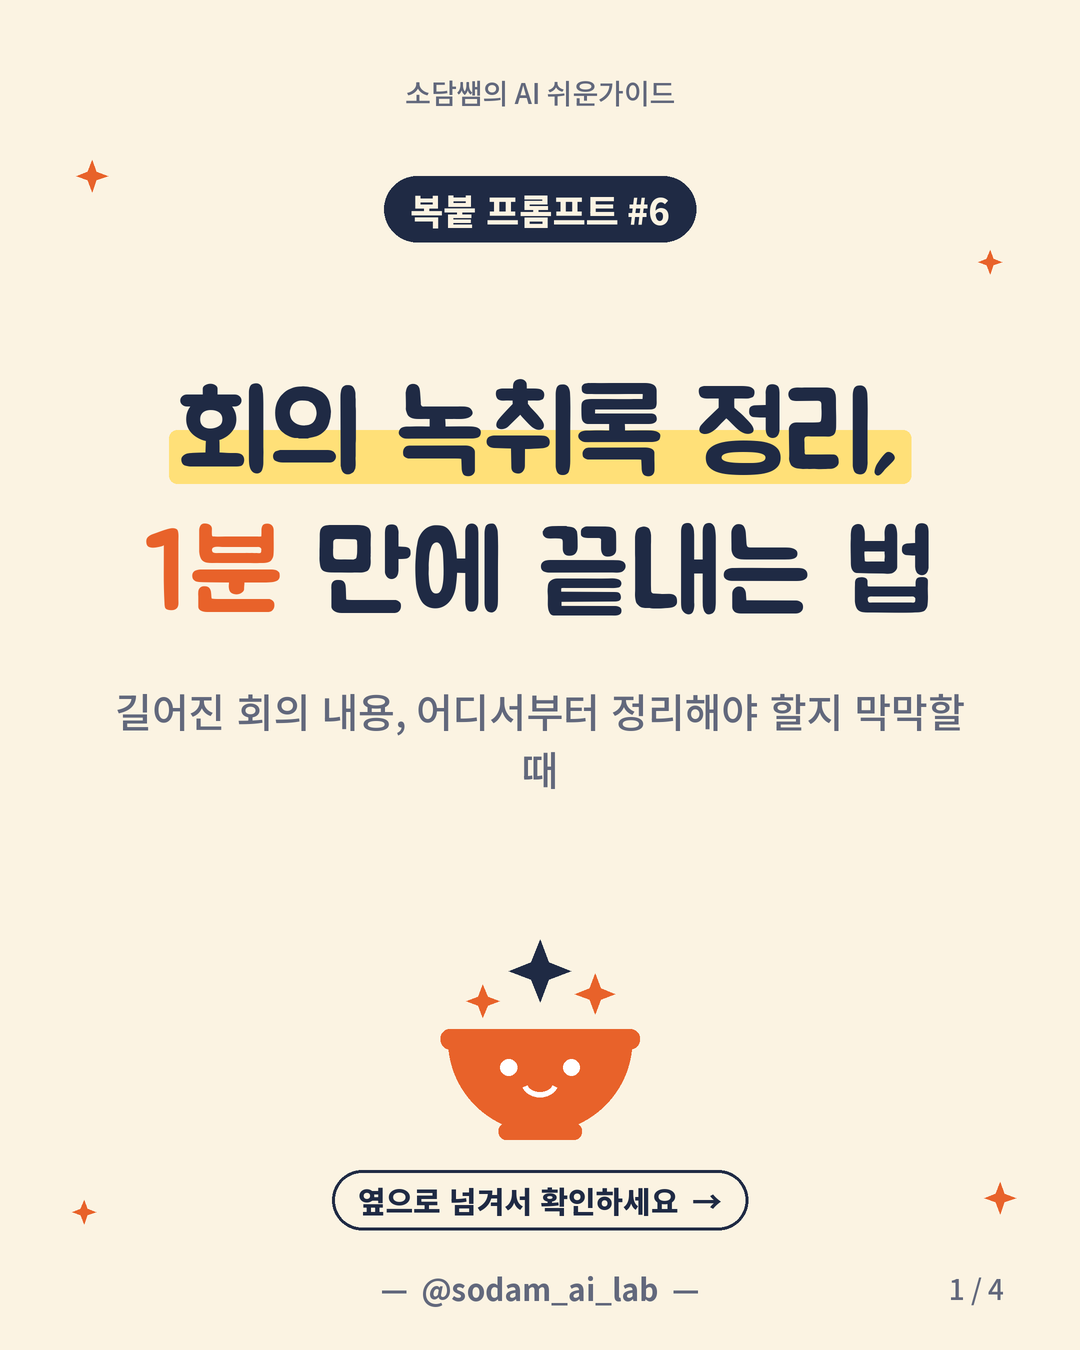 소담쌤의 AI 쉬운가이드
복붙 프롬프트 #6
회의 녹취록 정리,
1분 만에 끝내는 법
길어진 회의 내용, 어디서부터 정리해야 할지 막막할
때
옆으로 넘겨서 확인하세요 →
— @sodam_ai_lab —
1 / 4